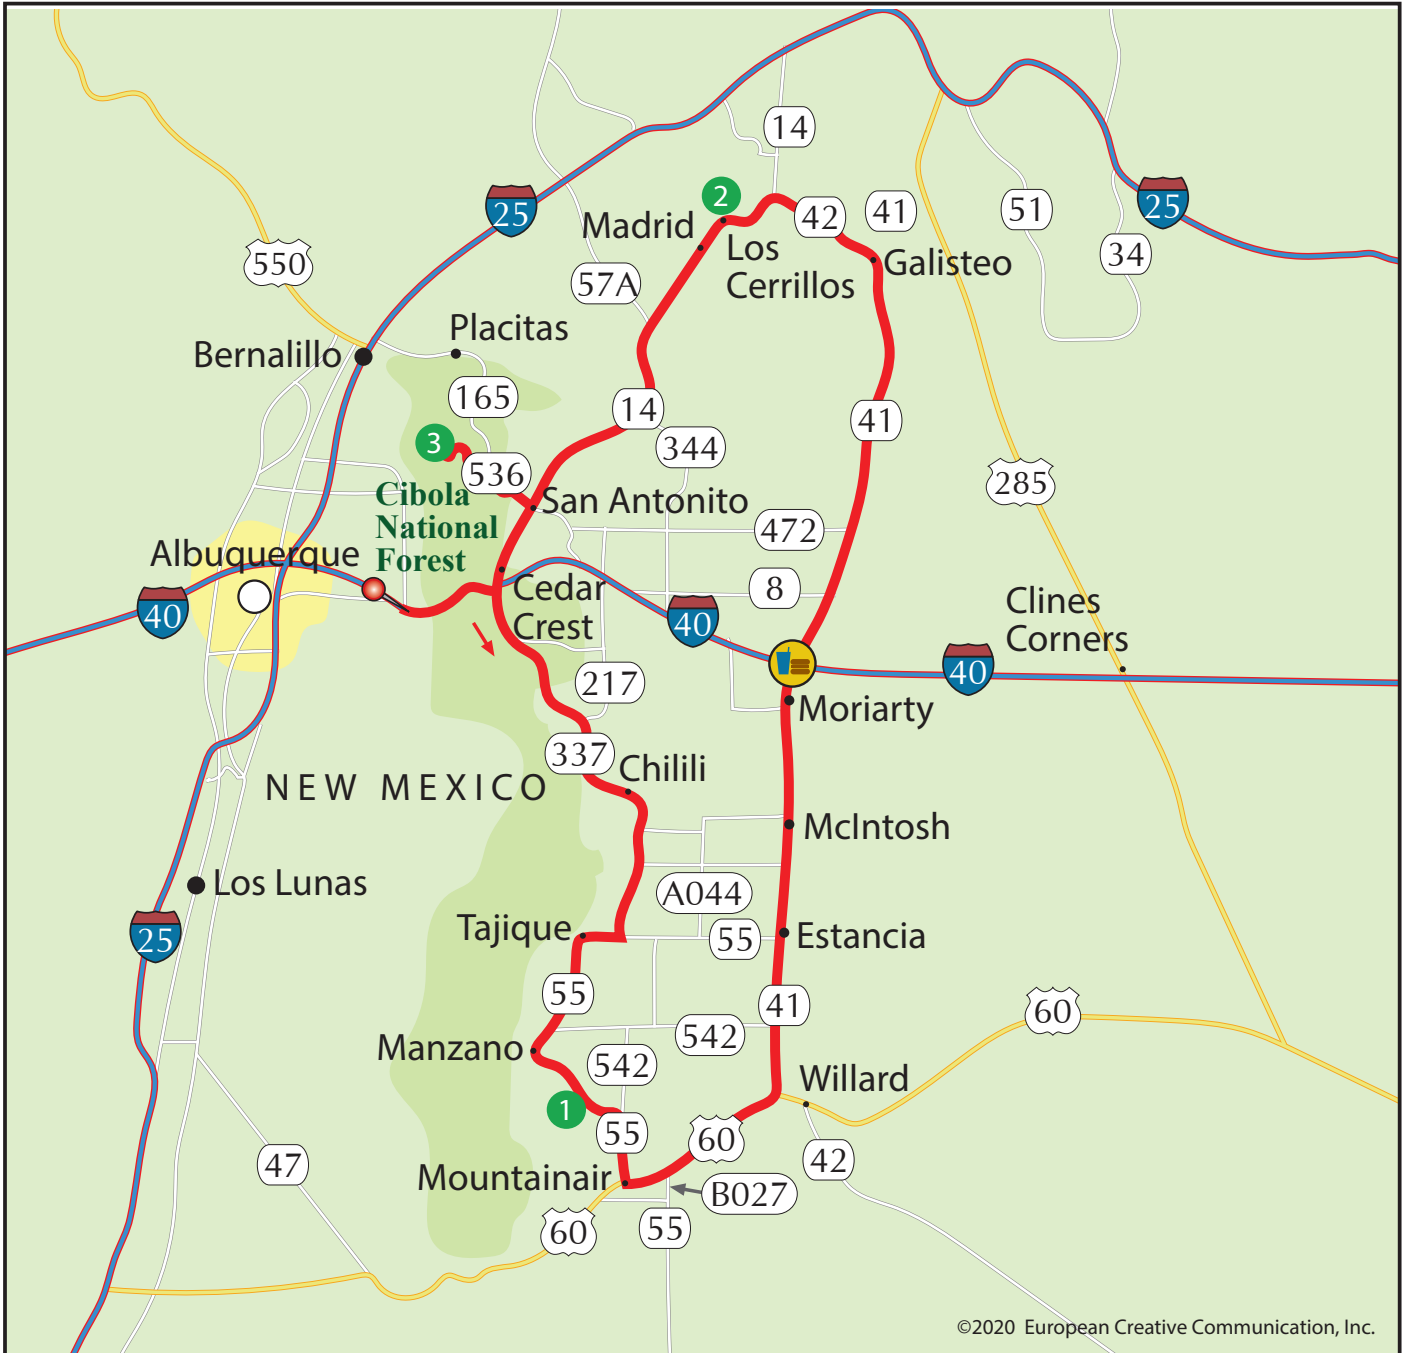 14
25
2
42
41
51
25
Madrid
Los
Cerrillos
Galisteo
34
550
57A
Placitas
Bernalillo
165
14
41
3
344
536
285
Cibola
National
Forest
San Antonito
472
Albuquerque
Cedar
Crest
8
Clines
Corners
40
40
40
217
Moriarty
337
Chilili
NEW MEXICO
McIntosh
Los Lunas
A044
Tajique
55
Estancia
25
55
41
60
542
Manzano
542
Willard
1
55
60
42
47
Mountainair
B027
60
55
©2020 European Creative Communication, Inc.